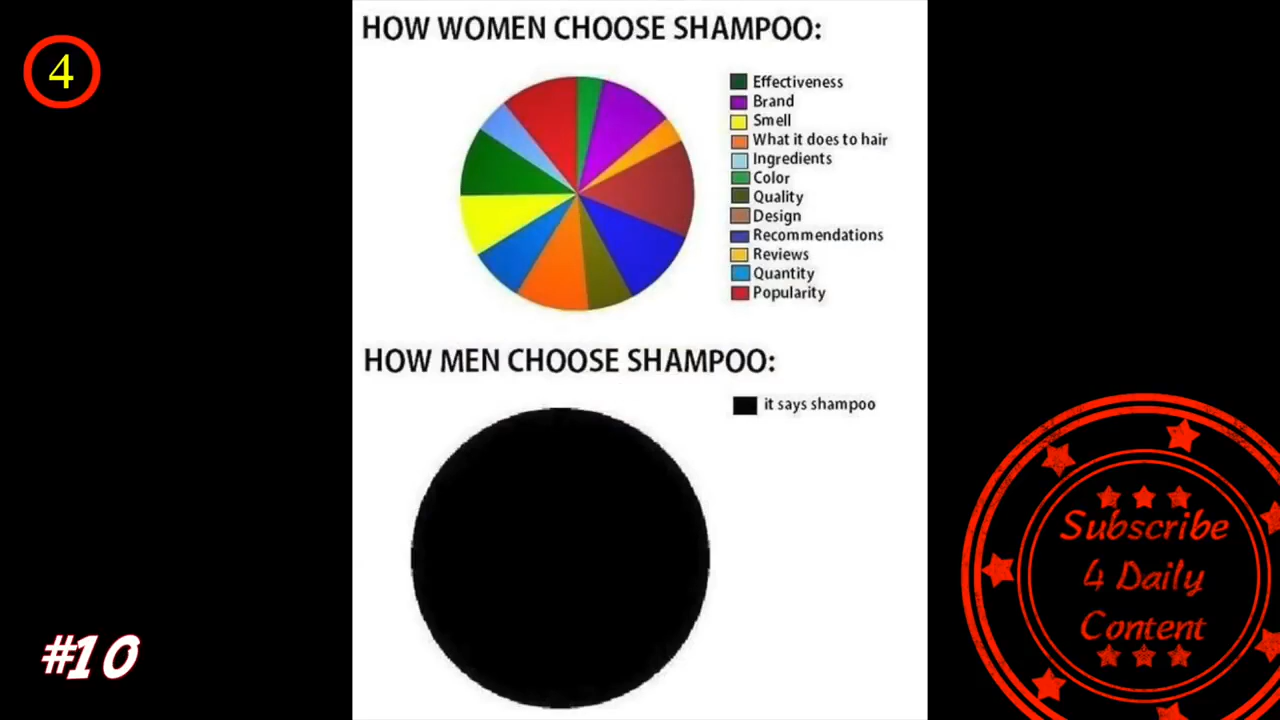 4
HOW WOMEN CHOOSE SHAMPOO:
Effectiveness
Brand
Smell
What it does to hair
Ingredients
Color
Quality
Design
Recommendations
Reviews
Quantity
Popularity
HOW MEN CHOOSE SHAMPOO:
it says shampoo
Subscribe
4 Daily
Content
#10